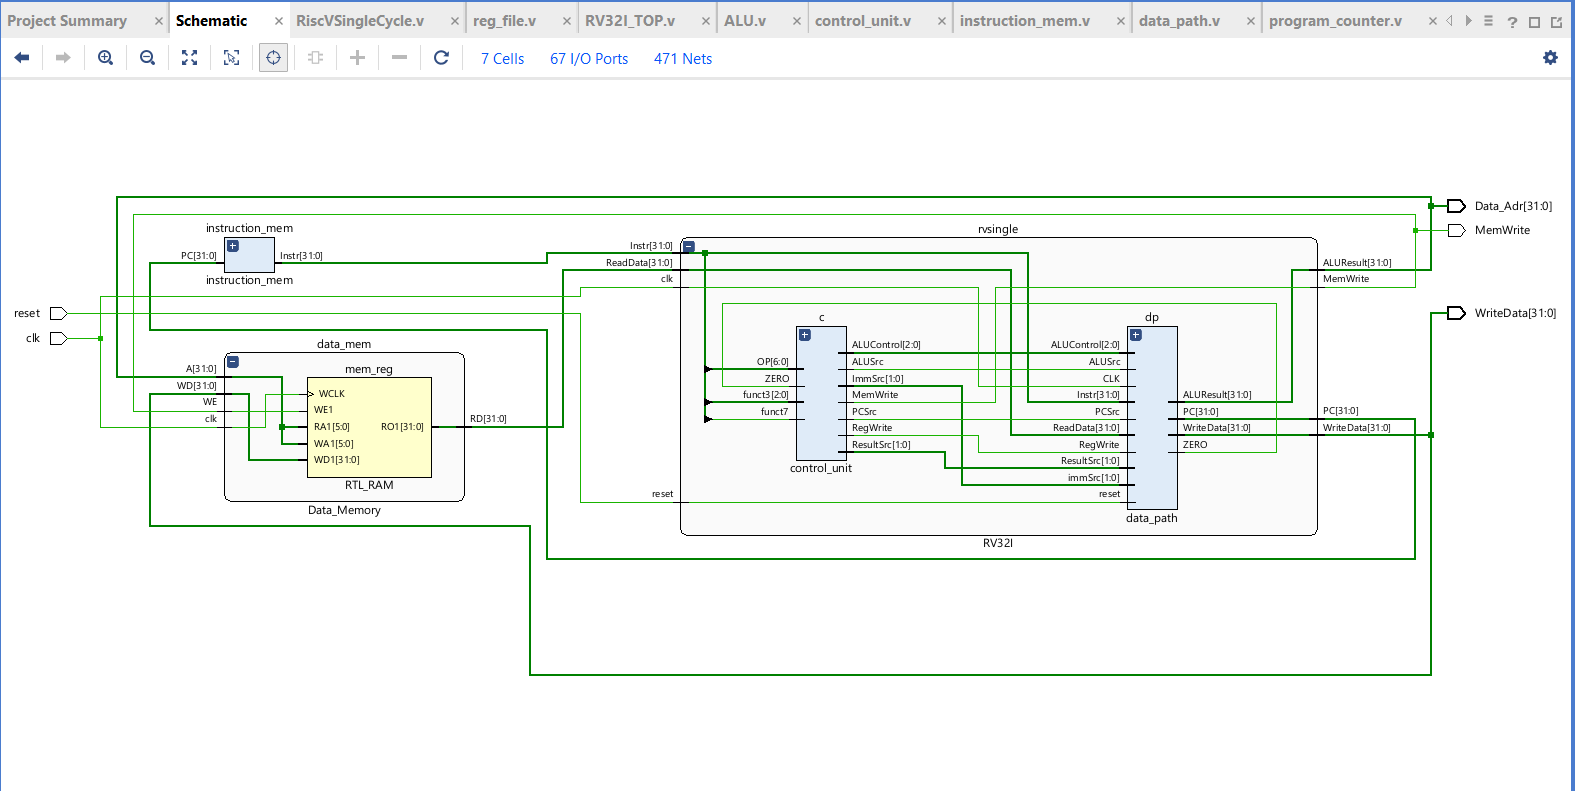 Project Summary
Schematic
RiscVSingleCycle.v
reg_file.v
RV32I_TOP.v
ALU.v
control_unit.v
instruction_mem.v
data_path.v
program_counter.v
7 Cells
67 I/O Ports
471 Nets
reset
clk
instruction_mem
PC[31:0]
Instr[31:0]
instruction_mem
data_mem
A[31:0]
WD[31:0]
WE
clk
mem_reg
WCLK
WE1
RA1[5:0]
WA1[5:0]
WD1[31:0]
RO1[31:0]
RTL_RAM
RD[31:0]
Data_Memory
rvsingle
Instr[31:0]
ReadData[31:0]
clk
reset
c
OP[6:0]
ZERO
funct3[2:0]
funct7
ALUControl[2:0]
ALUSrc
ImmSrc[1:0]
MemWrite
PCSrc
RegWrite
ResultSrc[1:0]
control_unit
dp
ALUControl[2:0]
ALUSrc
CLK
Instr[31:0]
PCSrc
ReadData[31:0]
RegWrite
ResultSrc[1:0]
immSrc[1:0]
reset
ALUResult[31:0]
PC[31:0]
WriteData[31:0]
ZERO
data_path
ALUResult[31:0]
MemWrite
PC[31:0]
WriteData[31:0]
RV32I
Data_Adr[31:0]
MemWrite
WriteData[31:0]